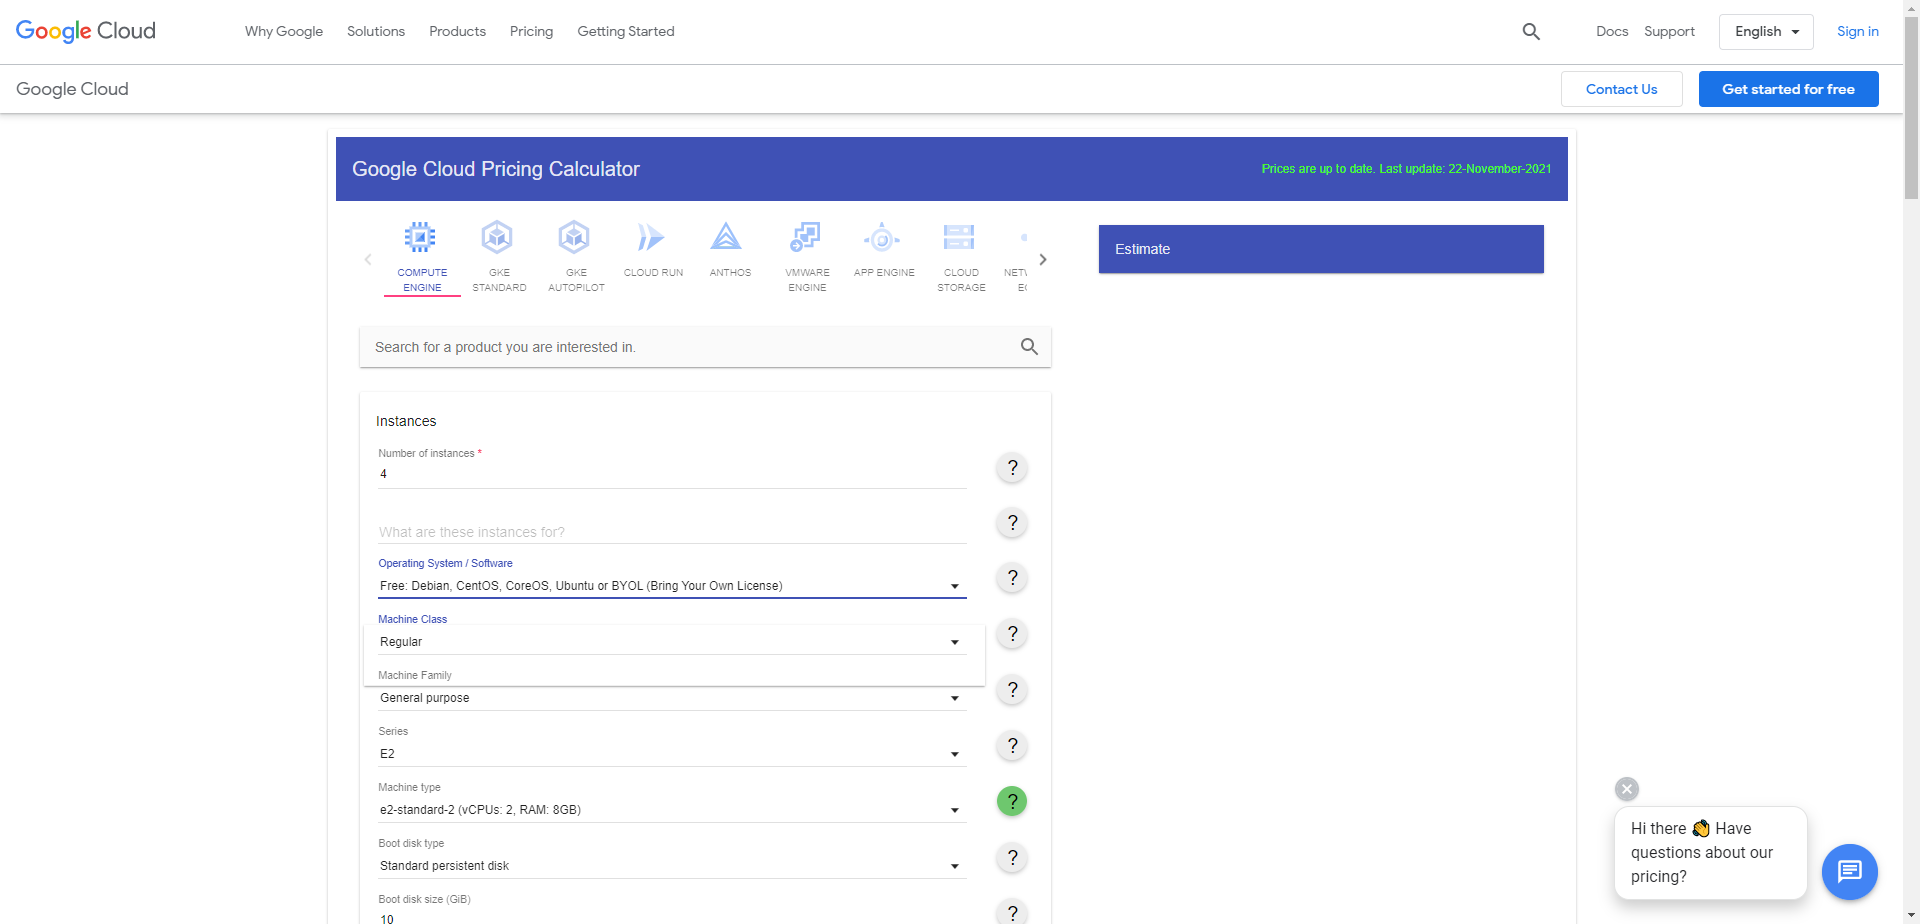 Google Cloud
Why Google
Solutions
Products
Pricing
Getting Started
Docs
Support
English
Sign in
Google Cloud
Contact Us
Get started for free
Google Cloud Pricing Calculator
Prices are up to date. Last update: 22-November-2021
COMPUTE
ENGINE
GKE
STANDARD
GKE
AUTOPILOT
CLOUD RUN
ANTHOS
VMWARE
ENGINE
APP ENGINE
CLOUD
STORAGE
Estimate
Search for a product you are interested in.
Instances
Number of instances *
4
?
What are these instances for?
?
Operating System / Software
Free: Debian, CentOS, CoreOS, Ubuntu or BYOL (Bring Your Own License)
?
Machine Class
Regular
?
Machine Family
General purpose
?
Series
E2
?
Machine type
e2-standard-2 (vCPUs: 2, RAM: 8GB)
?
Boot disk type
Standard persistent disk
?
Boot disk size (GiB)
10
?
Hi there 👋 Have
questions about our
pricing?